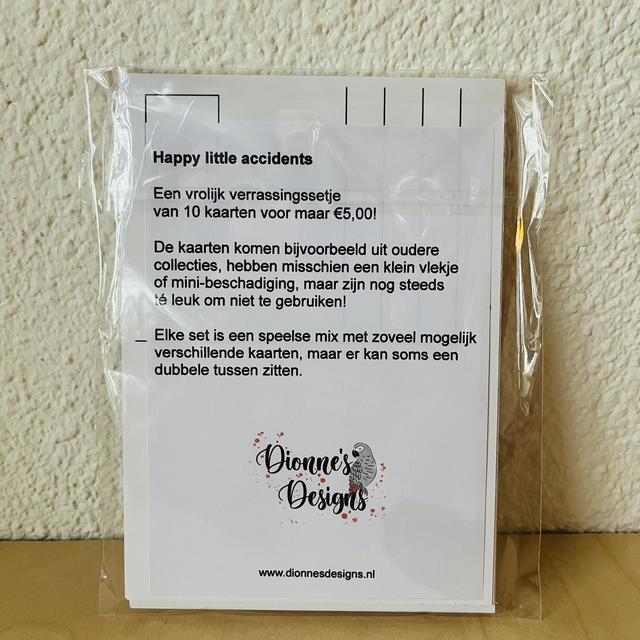 Happy little accidents
Een vrolijk verrassingssetje
van 10 kaarten voor maar €5,00!
De kaarten komen bijvoorbeeld uit oudere
collecties, hebben misschien een klein vlekje
of mini-beschadiging, maar zijn nog steeds
té leuk om niet te gebruiken!
Elke set is een speelse mix met zoveel mogelijk
verschillende kaarten, maar er kan soms een
dubbele tussen zitten.
Dionne's
Designs
www.dionnesdesigns.nl